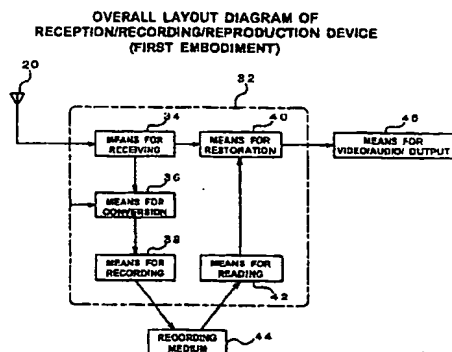 OVERALL LAYOUT DIAGRAM OF
RECEPTION/RECORDING/REPRODUCTION DEVICE
(FIRST EMBODIMENT)
20
32
34
40
46
MEANS FOR
RECEIVING
MEANS FOR
RESTORATION
MEANS FOR
VIDEO/AUDIO/ OUTPUT
36
MEANS FOR
CONVERSION
38
MEANS FOR
RECORDING
MEANS FOR
READING
42
RECORDING
MEDIUM
44